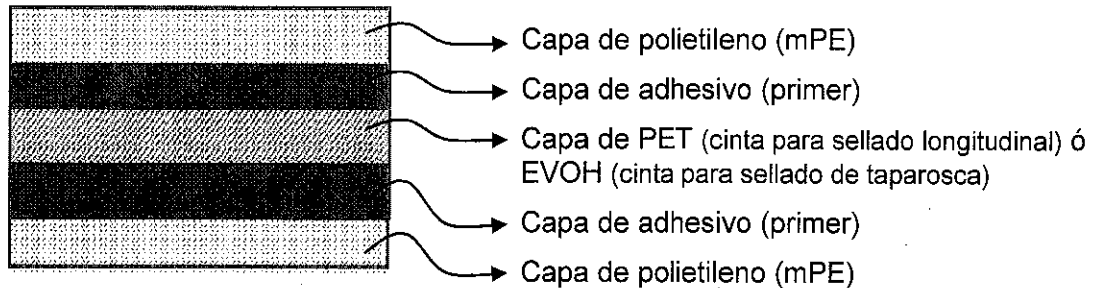 Capa de polietileno (mPE)
Capa de adhesivo (primer)
Capa de PET (cinta para sellado longitudinal) ó
EVOH (cinta para sellado de taparosca)
Capa de adhesivo (primer)
Capa de polietileno (mPE)